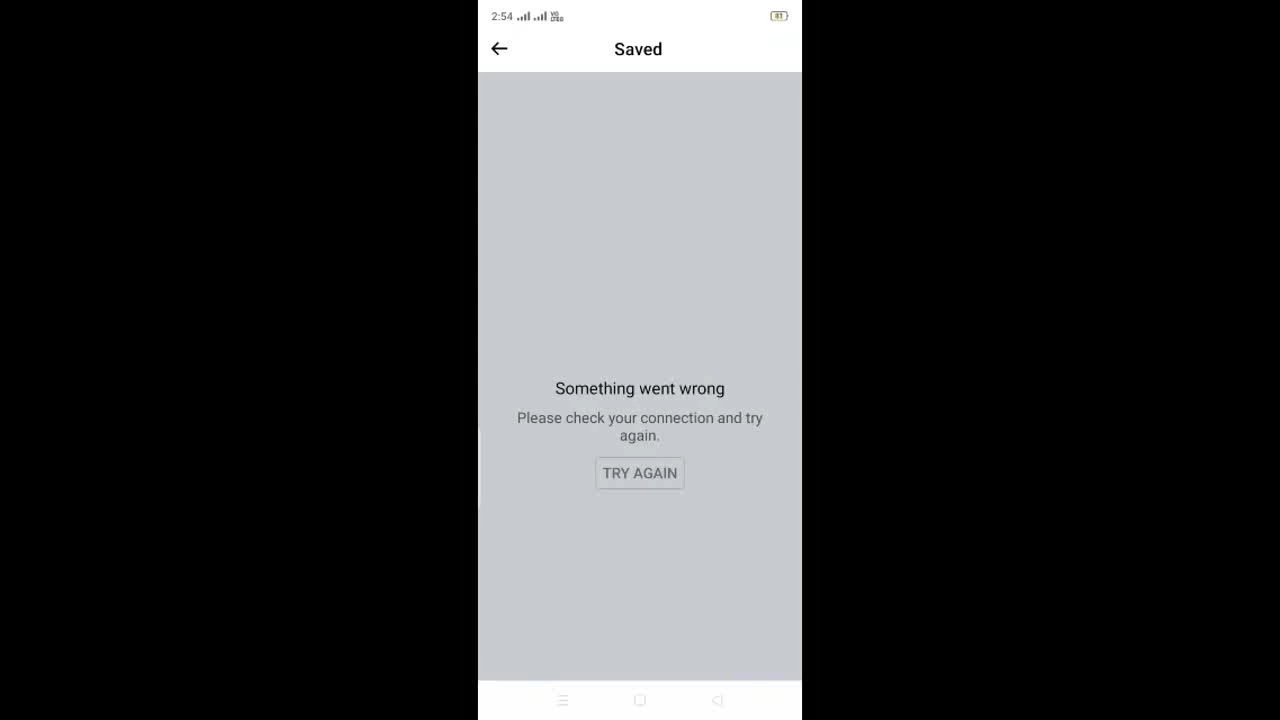 2:54
Saved
Something went wrong
Please check your connection and try
again.
TRY AGAIN